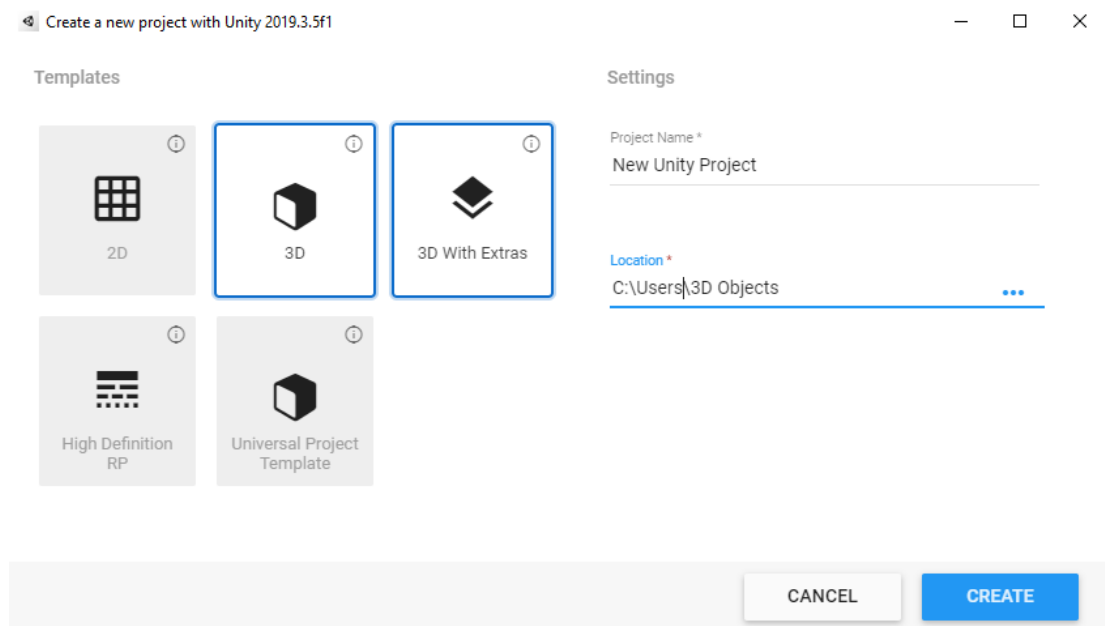 Create a new project with Unity 2019.3.5f1
Templates
2D
3D
3D With Extras
High Definition
RP
Universal Project
Template
Settings
Project Name *
New Unity Project
Location *
C:\Users\3D Objects
CANCEL
CREATE